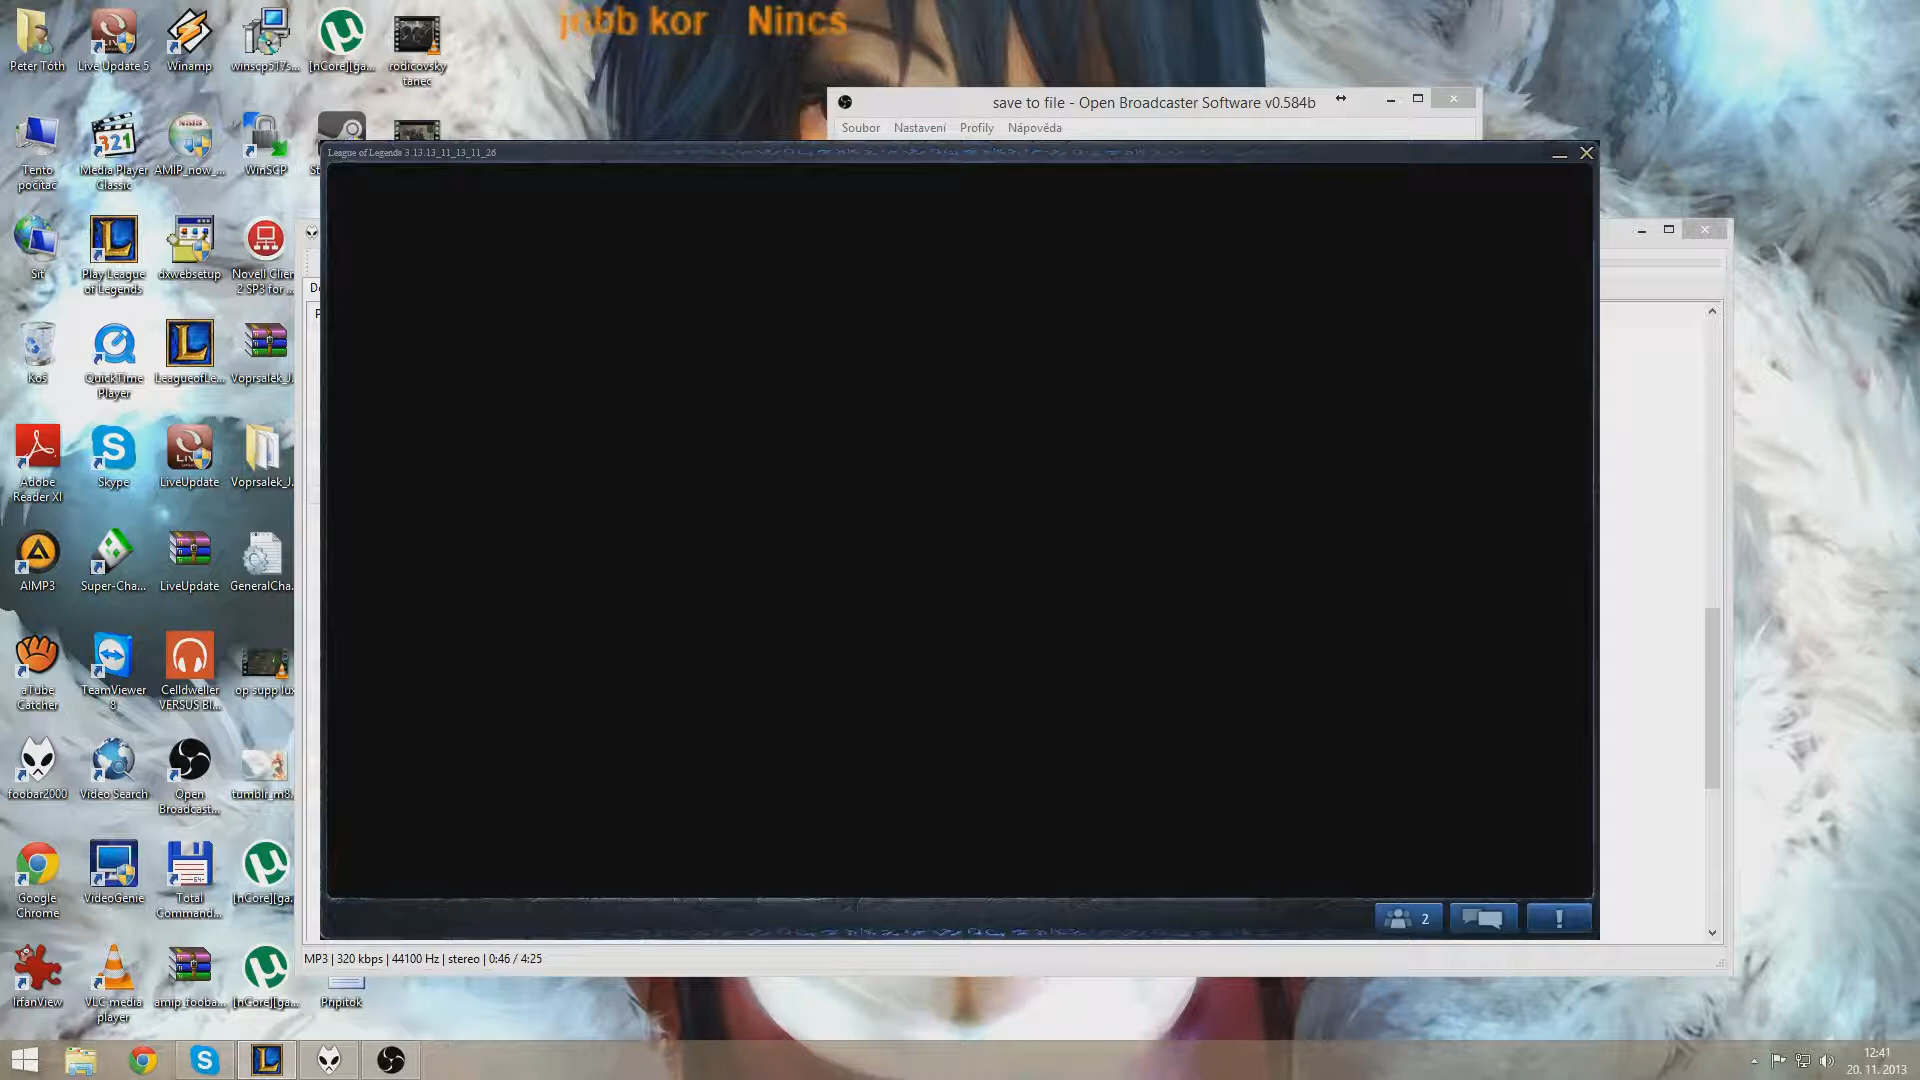 jobb kor Nincs
Peter Tóth
Live Update 5
Winamp
winscp517s...
[nCore][ga...
rodicovsky
tanec
save to file - Open Broadcaster Software v0.584b
Soubor Nastavení Profily Nápověda
League of Legends 3.13.13_11_13_11_26
Tento
počítač
Media Player
Classic
AMIP_now_...
WinSCP
St
Síť
Play League
of Legends
dxwebsetup
Novell Clien
2 SP3 for ...
Koš
QuickTime
Player
LeagueofLe...
Voprsalek_J.
Adobe
Reader XI
Skype
LiveUpdate
Voprsalek_J.
AIMP3
Super-Cha...
LiveUpdate
GeneralCha.
aTube
Catcher
TeamViewer
8
Celldweller
VERSUS Bl...
op supp lux
foobar2000
Video Search
Open
Broadcast...
tumblr_m8.
Google
Chrome
VideoGenie
Total
Command...
[nCore][ga.
2
!
MP3 | 320 kbps | 44100 Hz | stereo | 0:46 / 4:25
IrfanView
VLC media
player
amip_fooba...
[nCore][ga...
Pripitok
12:41
20. 11. 2013